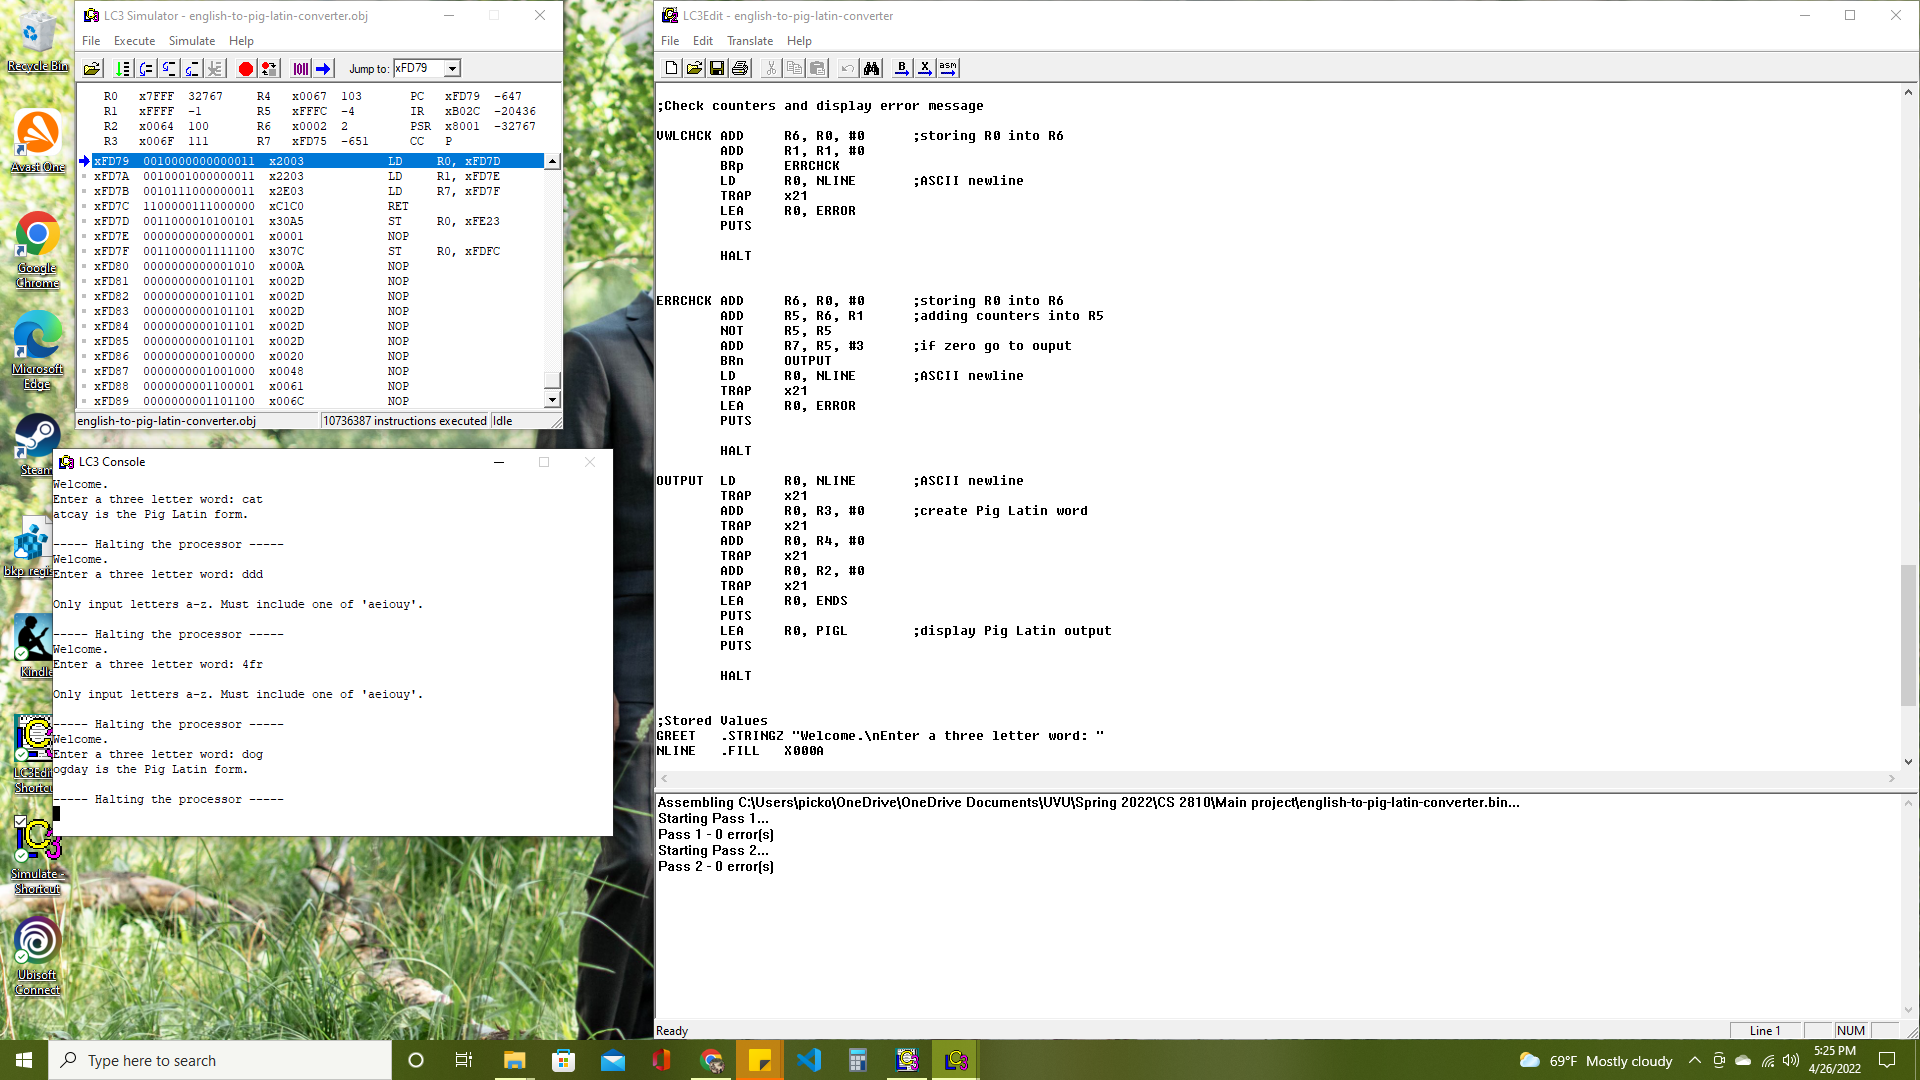 Recycle Bin
Avast One
Google
Chrome
Microsoft
Edge
Steam
Kindle
LC3Edit
Simulate -
Shortcut
Ubisoft
Connect
LC3 Simulator - english-to-pig-latin-converter.obj
File Execute Simulate Help
Jump to: xFD79
R0 x7FFF 32767 R4 x0067 103 PC xFD79 -647
R1 xFFFF -1 R5 xFFFC -4 IR xB02C -20436
R2 x0064 100 R6 x0002 2 PSR x8001 -32767
R3 x006F 111 R7 xFD75 -651 CC P
xFD79 0010000000000011 x2003 LD R0, xFD7D
xFD7A 0010001000000011 x2203 LD R1, xFD7E
xFD7B 0010111000000011 x2E03 LD R7, xFD7F
xFD7C 1100000111000000 xC1C0 RET
xFD7D 0011000010100101 x30A5 ST R0, xFE23
xFD7E 0000000000000001 x0001 NOP
xFD7F 0011000001111100 x307C ST R0, xFDFC
xFD80 0000000000001010 x000A NOP
xFD81 0000000000101101 x002D NOP
xFD82 0000000000101101 x002D NOP
xFD83 0000000000101101 x002D NOP
xFD84 0000000000101101 x002D NOP
xFD85 0000000000101101 x002D NOP
xFD86 0000000000100000 x0020 NOP
xFD87 0000000001001000 x0048 NOP
xFD88 0000000001100001 x0061 NOP
xFD89 0000000001101100 x006C NOP
english-to-pig-latin-converter.obj 10736387 instructions executed Idle
LC3 Console
Welcome.
Enter a three letter word: cat
atcay is the Pig Latin form.
----- Halting the processor -----
Welcome.
Enter a three letter word: ddd
Only input letters a-z. Must include one of 'aeiouy'.
----- Halting the processor -----
Welcome.
Enter a three letter word: 4fr
Only input letters a-z. Must include one of 'aeiouy'.
----- Halting the processor -----
Welcome.
Enter a three letter word: dog
ogday is the Pig Latin form.
----- Halting the processor -----
LC3Edit - english-to-pig-latin-converter
File Edit Translate Help
B X asm
;Check counters and display error message
VWLCHCK ADD R6, R0, #0 ;storing R0 into R6
ADD R1, R1, #0
BRp ERRCHCK
LD R0, NLINE ;ASCII newline
TRAP x21
LEA R0, ERROR
PUTS
HALT
ERRCHCK ADD R6, R0, #0 ;storing R0 into R6
ADD R5, R6, R1 ;adding counters into R5
NOT R5, R5
ADD R7, R5, #3 ;if zero go to ouput
BRn OUTPUT
LD R0, NLINE ;ASCII newline
TRAP x21
LEA R0, ERROR
PUTS
HALT
OUTPUT LD R0, NLINE ;ASCII newline
TRAP x21
ADD R0, R3, #0 ;create Pig Latin word
TRAP x21
ADD R0, R4, #0
TRAP x21
ADD R0, R2, #0
TRAP x21
LEA R0, ENDS
PUTS
LEA R0, PIGL ;display Pig Latin output
PUTS
HALT
;Stored Values
GREET .STRINGZ "Welcome.\nEnter a three letter word: "
NLINE .FILL X000A
Assembling C:\Users\picko\OneDrive\OneDrive Documents\UVU\Spring 2022\CS 2810\Main project\english-to-pig-latin-converter.bin...
Starting Pass 1...
Pass 1 - 0 error(s)
Starting Pass 2...
Pass 2 - 0 error(s)
Ready Line 1 NUM
Type here to search
69°F Mostly cloudy
5:25 PM
4/26/2022